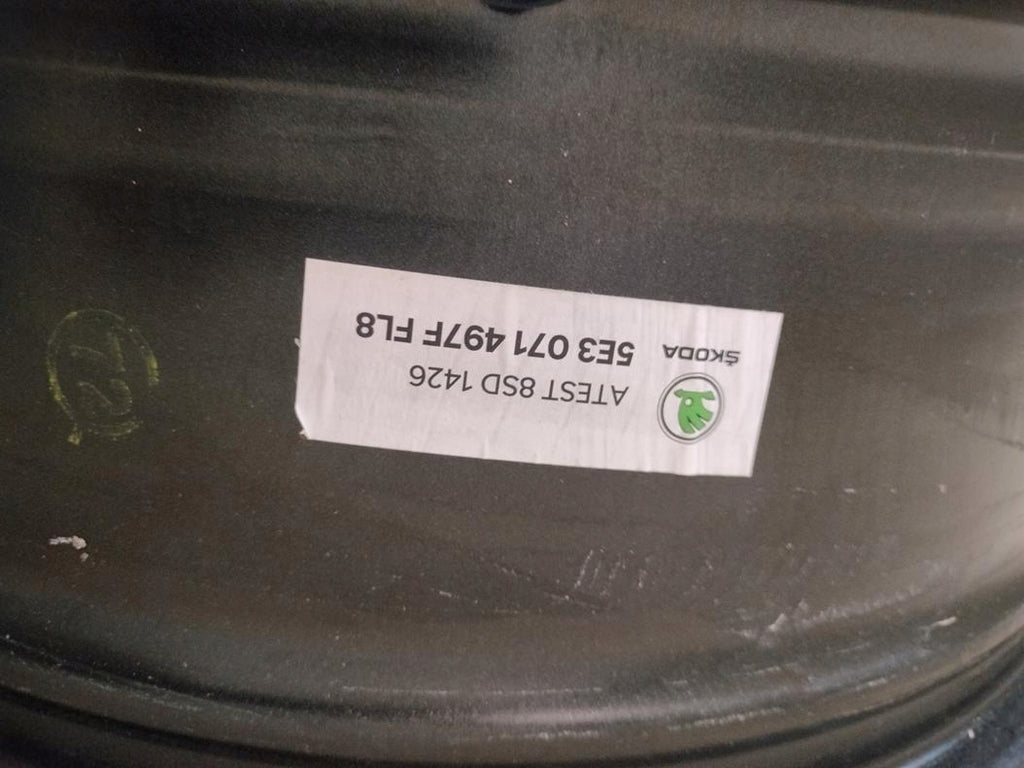 ŠKODA
5E3 071 497F FL8
ATEST 8SD 1426